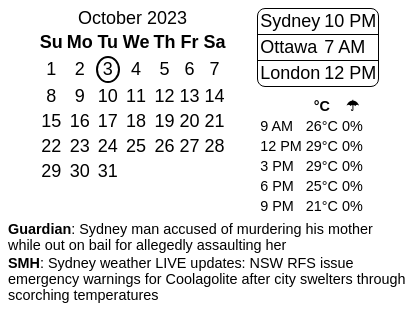 October 2023
Su Mo Tu We Th Fr Sa
1 2 3 4 5 6 7
8 9 10 11 12 13 14
15 16 17 18 19 20 21
22 23 24 25 26 27 28
29 30 31
Sydney 10 PM
Ottawa 7 AM
London 12 PM
°C ☂
9 AM 26°C 0%
12 PM 29°C 0%
3 PM 29°C 0%
6 PM 25°C 0%
9 PM 21°C 0%
Guardian: Sydney man accused of murdering his mother
while out on bail for allegedly assaulting her
SMH: Sydney weather LIVE updates: NSW RFS issue
emergency warnings for Coolagolite after city swelters through
scorching temperatures